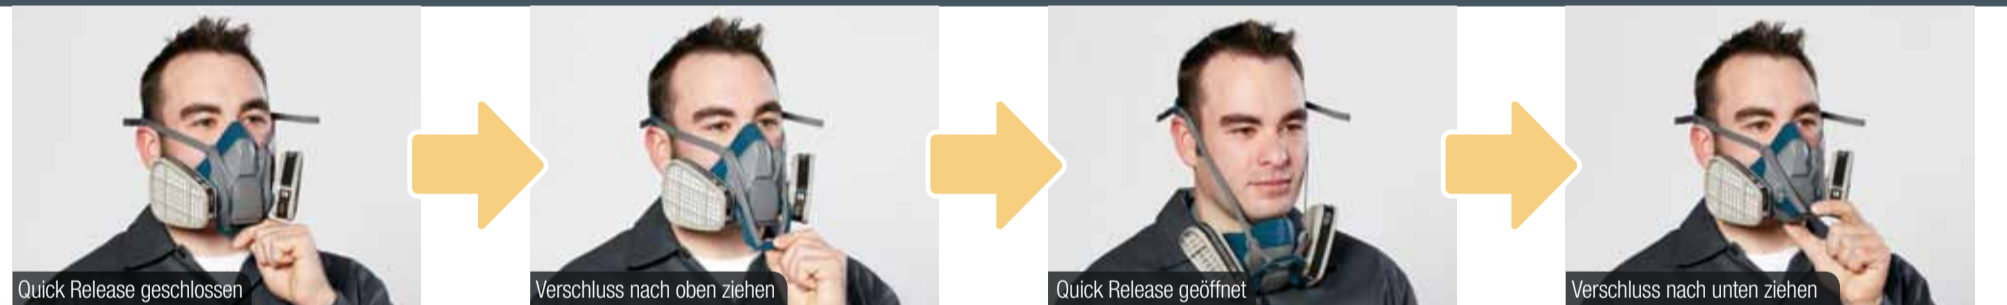 Quick Release geschlossen
Verschluss nach oben ziehen
Quick Release geöffnet
Verschluss nach unten ziehen